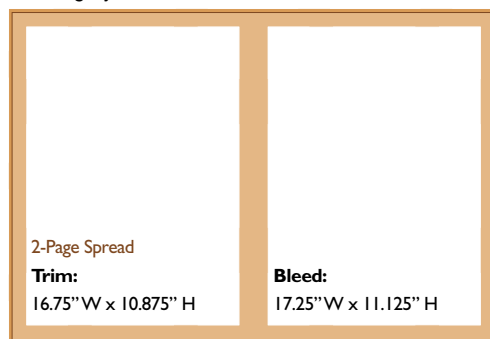 2-Page Spread
Trim:
16.75” W x 10.875” H
Bleed:
17.25” W x 11.125” H